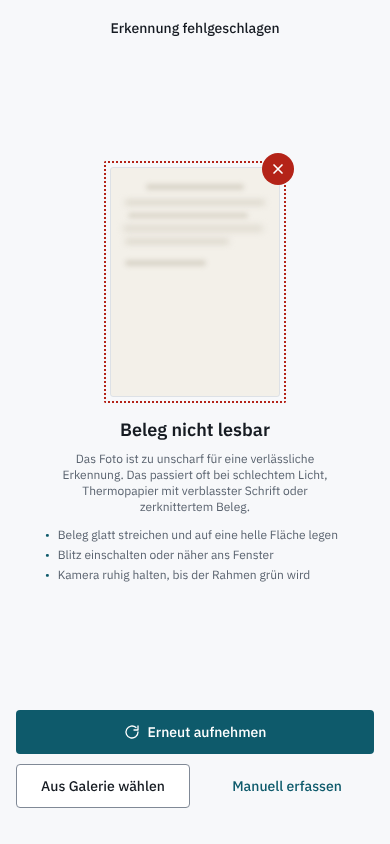 Erkennung fehlgeschlagen
Beleg nicht lesbar
Das Foto ist zu unscharf für eine verlässliche
Erkennung. Das passiert oft bei schlechtem Licht,
Thermopapier mit verblasster Schrift oder
zerknittertem Beleg.
• Beleg glatt streichen und auf eine helle Fläche legen
• Blitz einschalten oder näher ans Fenster
• Kamera ruhig halten, bis der Rahmen grün wird
Erneut aufnehmen
Aus Galerie wählen
Manuell erfassen